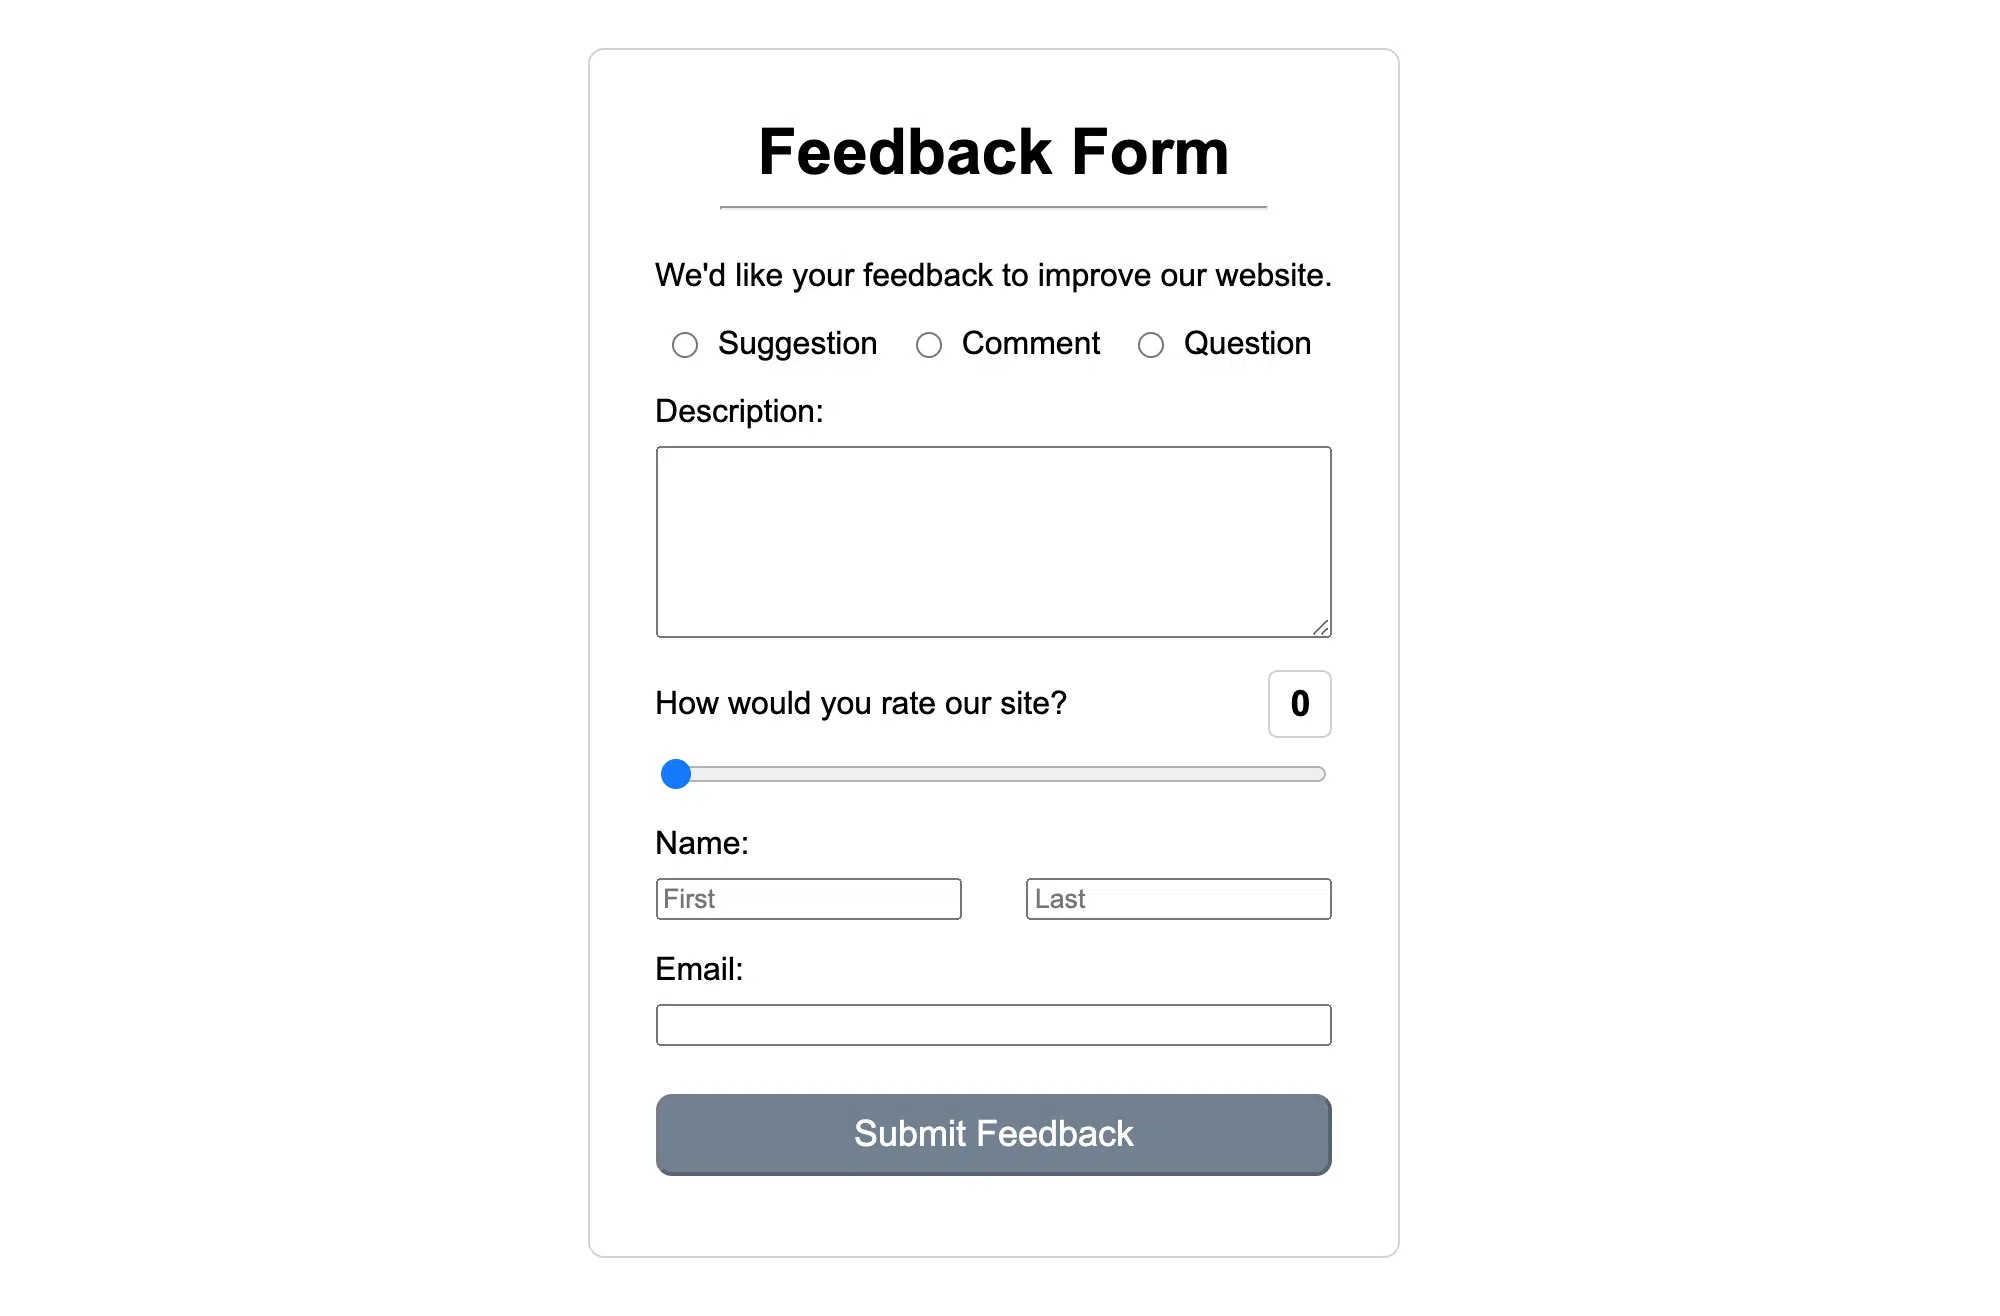 Feedback Form
We'd like your feedback to improve our website.
Suggestion Comment Question
Description:
How would you rate our site? 0
Name:
First Last
Email:
Submit Feedback